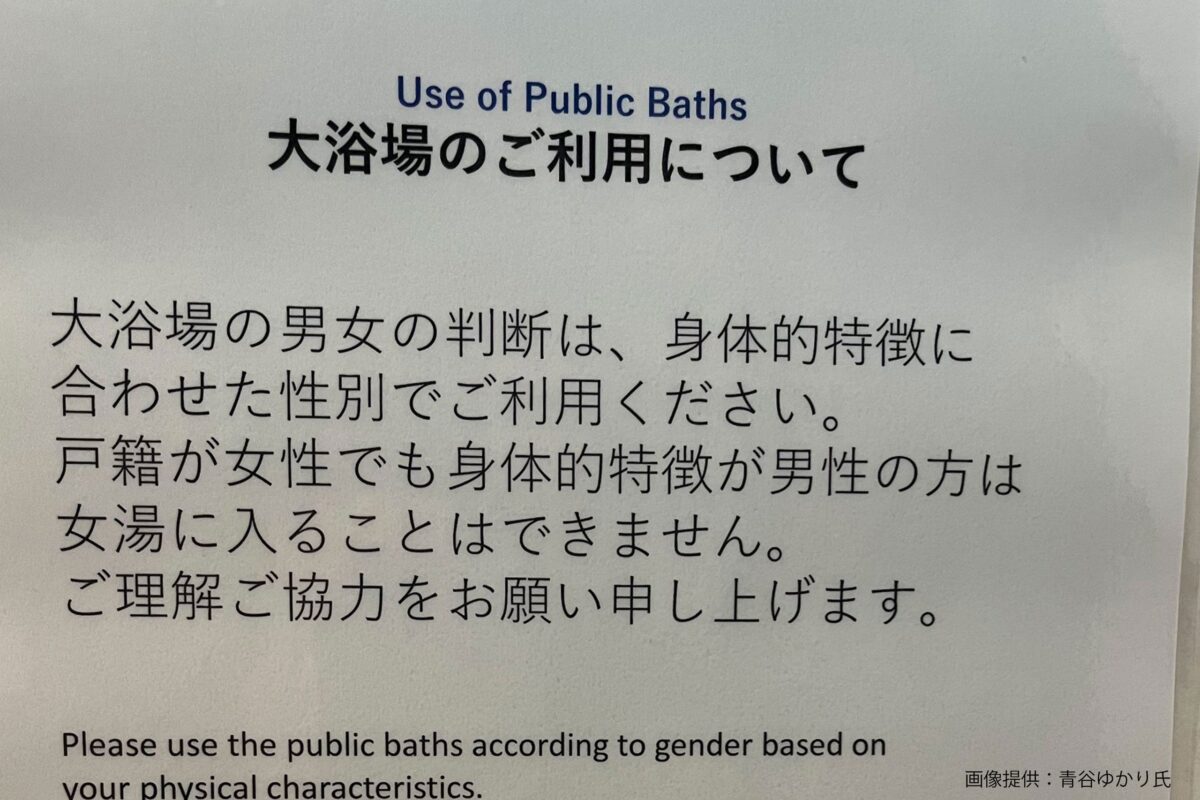 Use of Public Baths
大浴場のご利用について
大浴場の男女の判断は、身体的特徴に
合わせた性別でご利用ください。
戸籍が女性でも身体的特徴が男性の方は
女湯に入ることはできません。
ご理解ご協力をお願い申し上げます。
Please use the public baths according to gender based on
your physical characteristics.
画像提供：青谷ゆかり氏